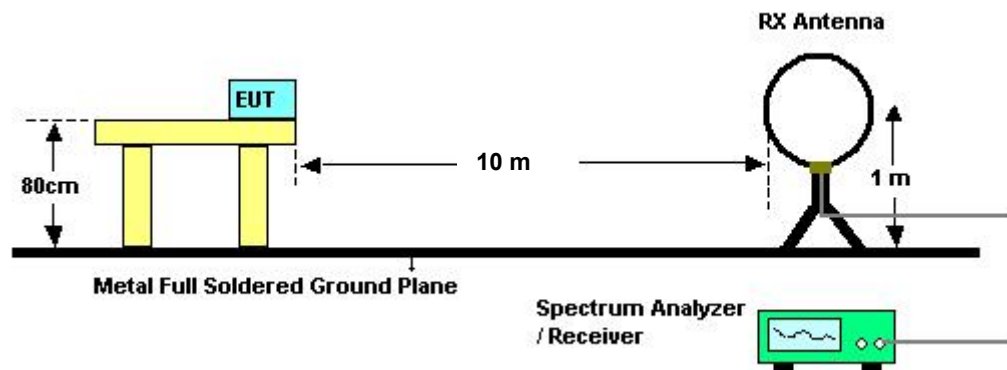 RX Antenna
EUT
10 m
80cm
1 m
Metal Full Soldered Ground Plane
Spectrum Analyzer
/ Receiver